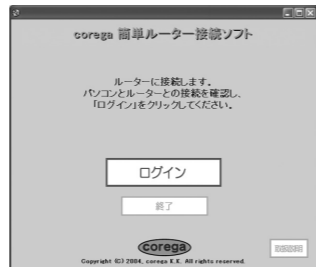 corega 簡単ルーター接続ソフト
ルーターに接続します。
パソコンとルーターとの接続を確認し、
「ログイン」をクリックしてください。
ログイン
終了
corega
Copyright (C) 2004, corega K.K. All rights reserved.